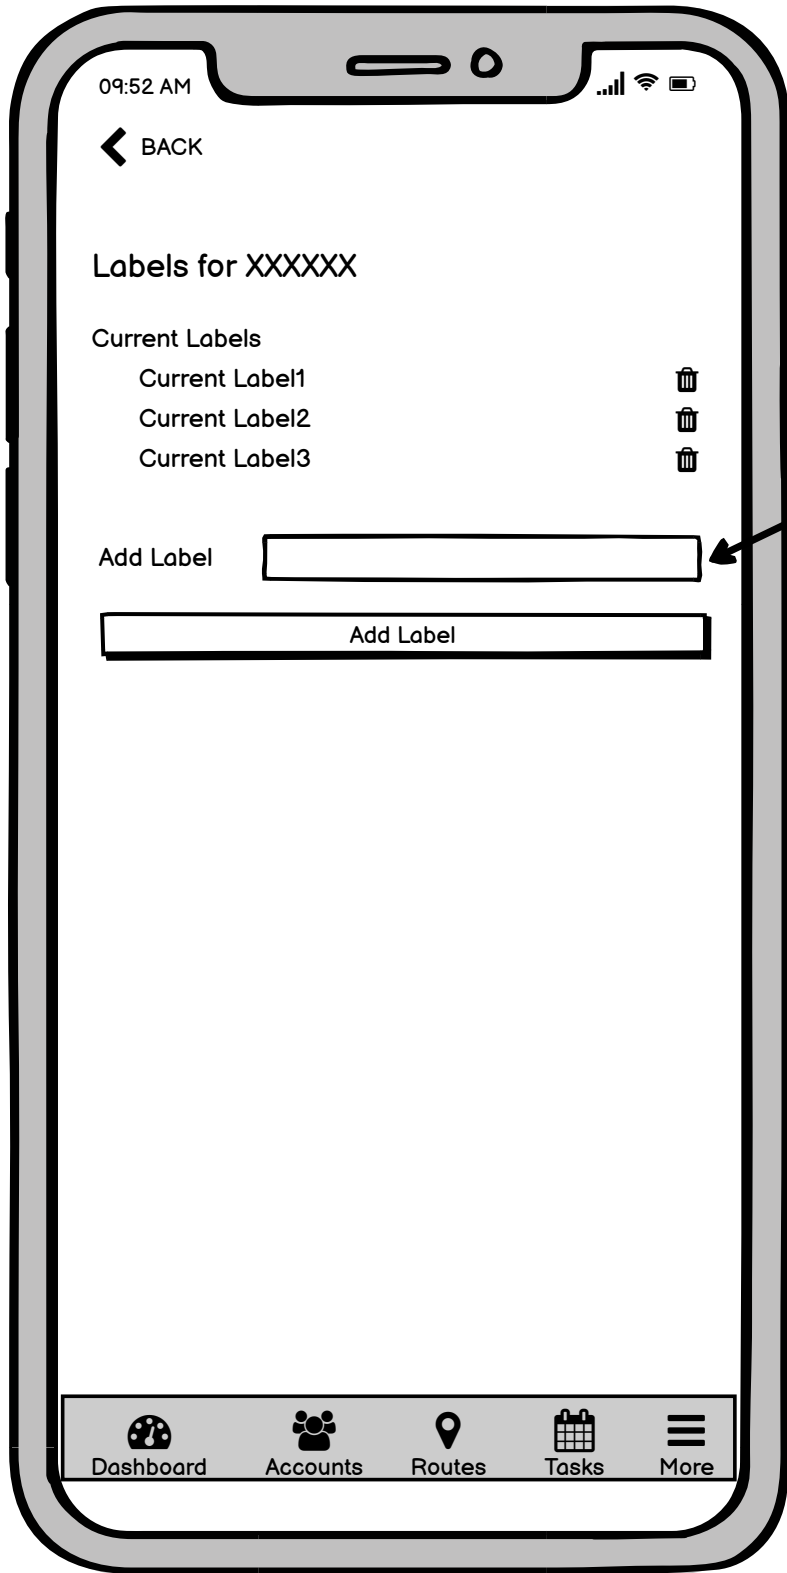 09:52 AM
BACK
Labels for XXXXXX
Current Labels
Current Label1
Current Label2
Current Label3
Add Label
Add Label
Dashboard Accounts Routes Tasks More